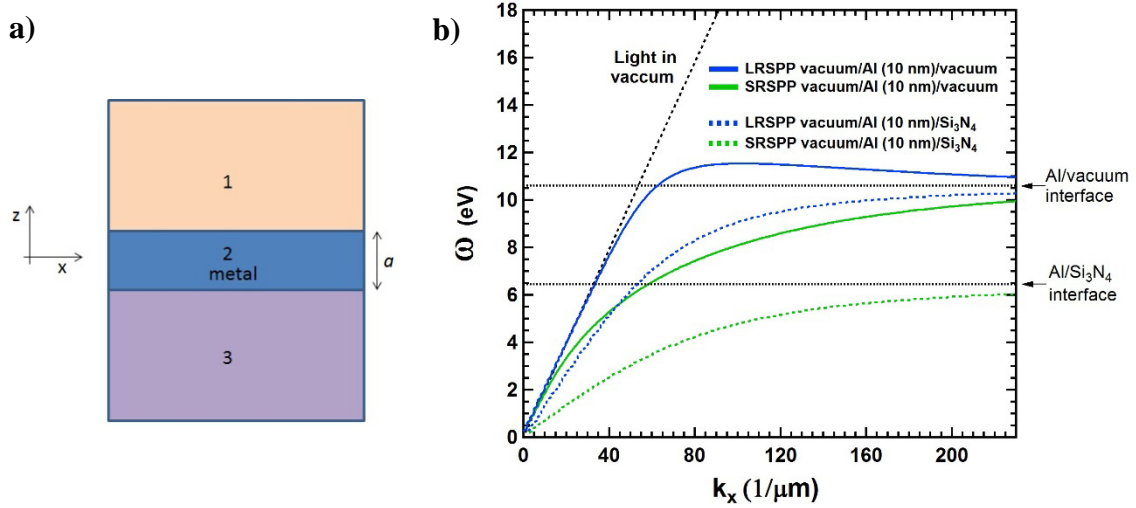 a)
1
z
2
metal
a
x
3
b)
18
16
14
12
10
8
6
4
2
0
ω (eV)
Light in
vaccum
LRSPP vacuum/Al (10 nm)/vacuum
SRSPP vacuum/Al (10 nm)/vacuum
LRSPP vacuum/Al (10 nm)/Si₃N₄
SRSPP vacuum/Al (10 nm)/Si₃N₄
Al/vacuum
interface
Al/Si₃N₄
interface
0 40 80 120 160 200
kₓ (1/μm)